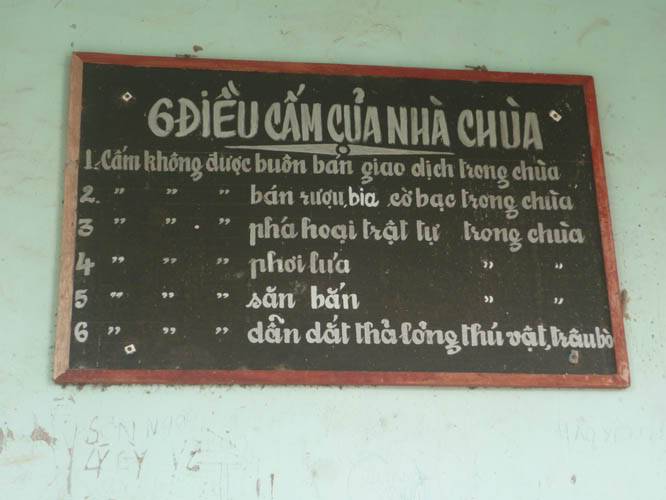 6 ĐIỀU CẤM CỦA NHÀ CHÙA
1. Cấm không được buôn bán giao dịch trong chùa
2. " " " bán rượu, bia cờ bạc trong chùa
3 " " " phá hoại trật tự trong chùa
4 " " " phơi lúa " "
5 " " " săn bắn " "
6 " " " dẫn dắt thả lỏng thú vật, trâu bò